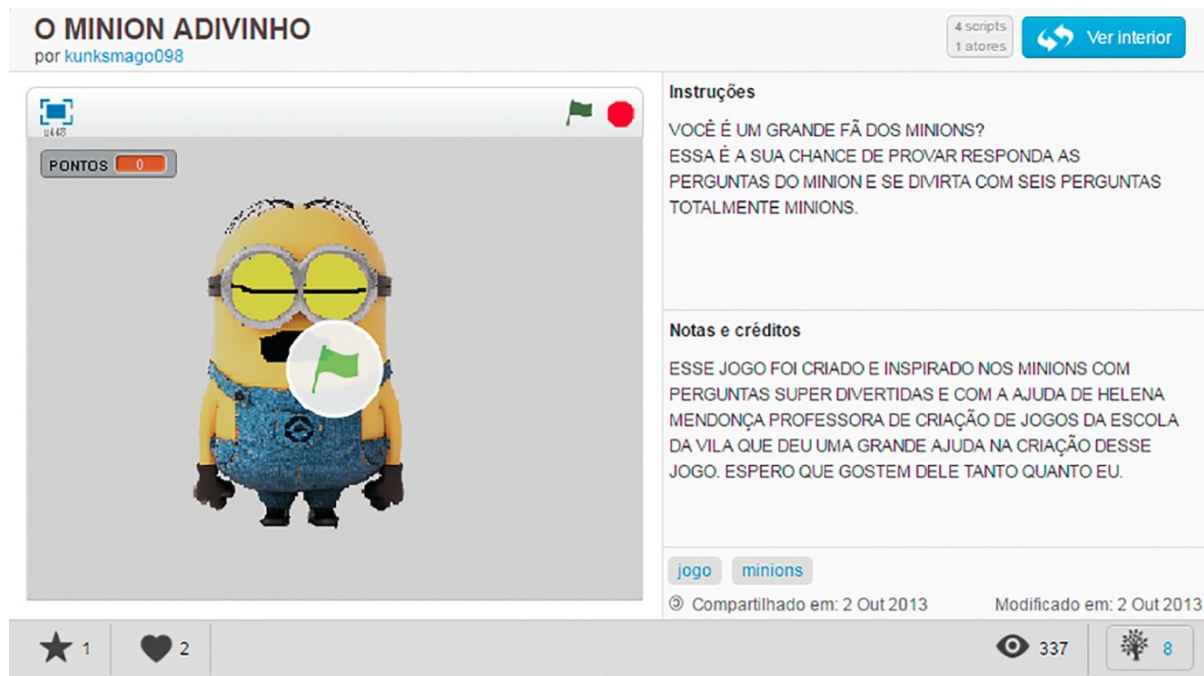 O MINION ADIVINHO
por kunksmago098
4 scripts
1 atores
Ver interior
PONTOS 0
Instruções
VOCÊ É UM GRANDE FÃ DOS MINIONS?
ESSA É A SUA CHANCE DE PROVAR RESPONDA AS
PERGUNTAS DO MINION E SE DIVIRTA COM SEIS PERGUNTAS
TOTALMENTE MINIONS.
Notas e créditos
ESSE JOGO FOI CRIADO E INSPIRADO NOS MINIONS COM
PERGUNTAS SUPER DIVERTIDAS E COM A AJUDA DE HELENA
MENDONÇA PROFESSORA DE CRIAÇÃO DE JOGOS DA ESCOLA
DA VILA QUE DEU UMA GRANDE AJUDA NA CRIAÇÃO DESSE
JOGO. ESPERO QUE GOSTEM DELE TANTO QUANTO EU.
jogo minions
Compartilhado em: 2 Out 2013 Modificado em: 2 Out 2013
1 2 337 8